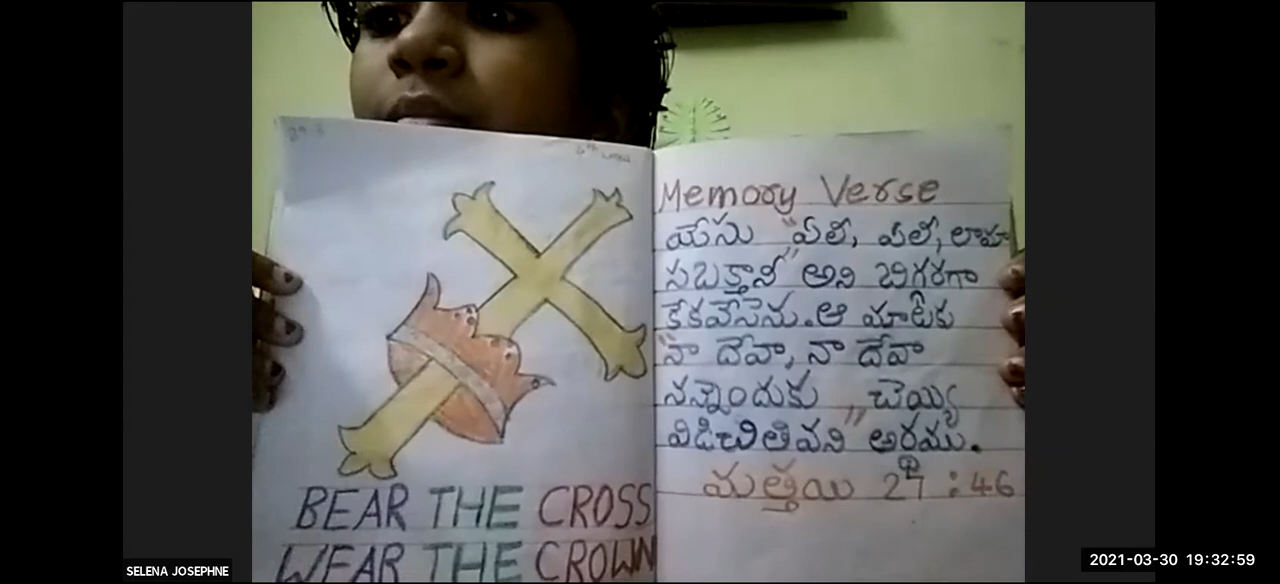 BEAR THE CROSS
WEAR THE CROWN
Memory Verse
యేసు "ఏలీ, ఏలీ, లామా
సబక్తానీ" అని బిగరగా
కేకవేసెను. ఆ మాటకు
"నా దేవా, నా దేవా
నన్నెందుకు " చెయ్యి
విడిచితివని అర్థము.
మత్తయి 27 : 46
SELENA JOSEPHNE
2021-03-30 19:32:59